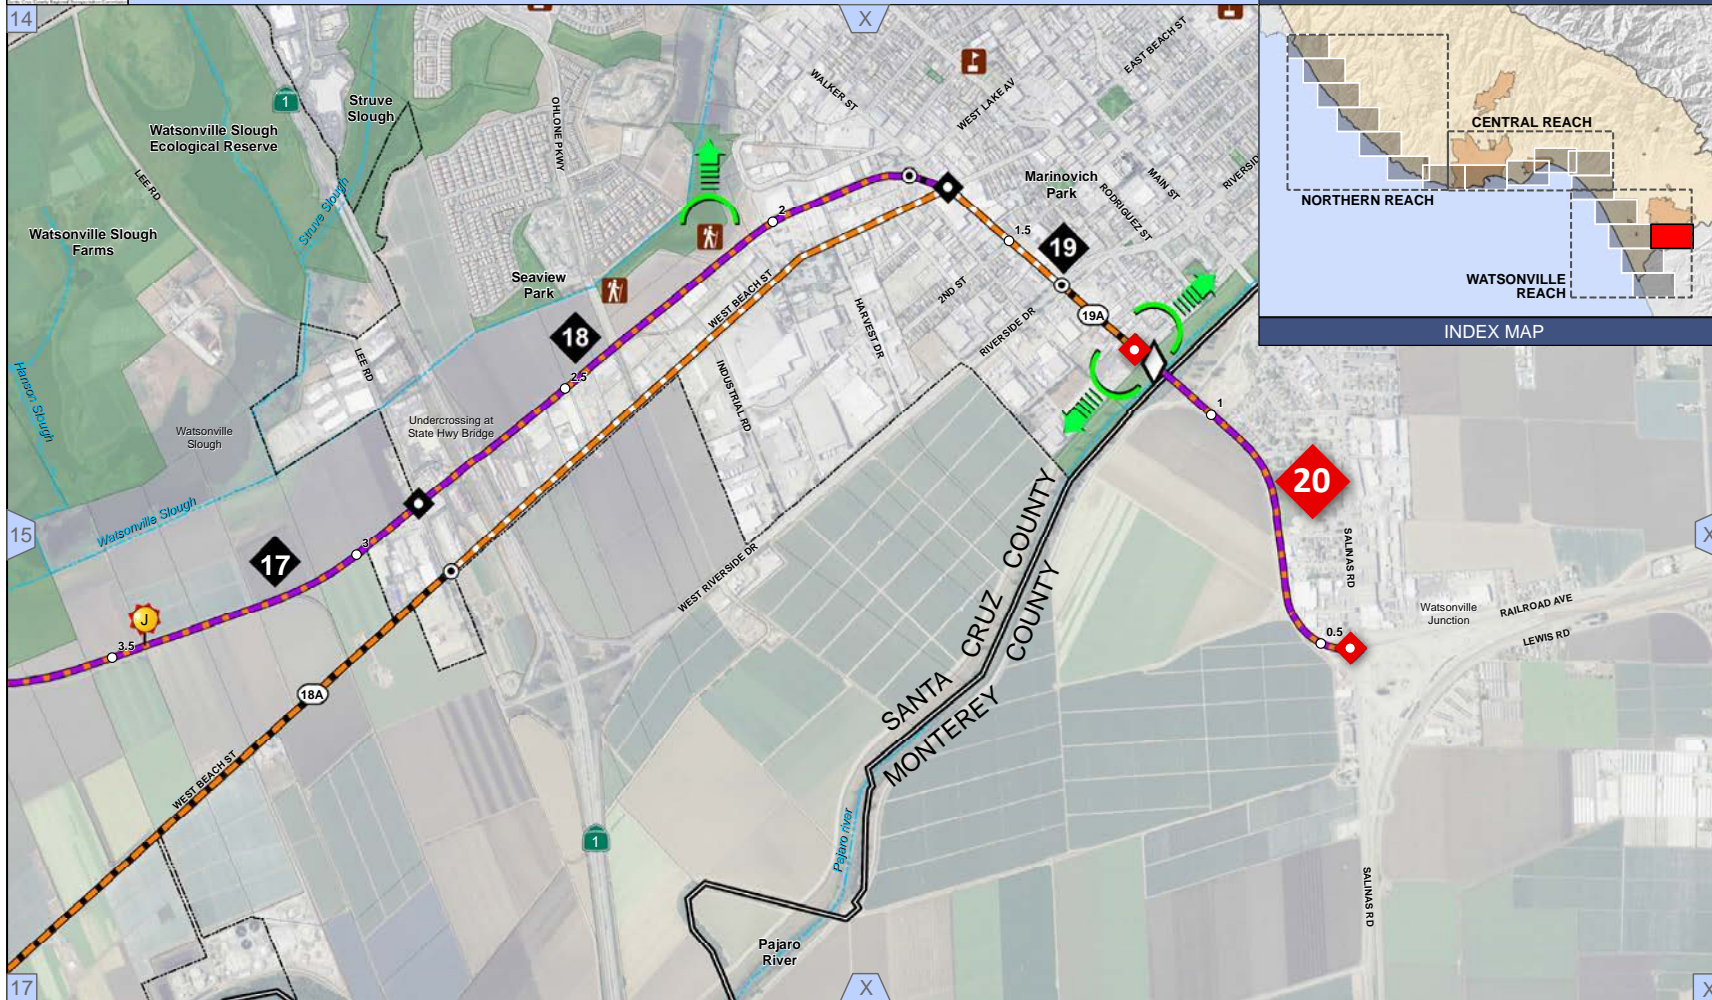 14
X
EAST BEACH ST
CENTRAL REACH
NORTHERN REACH
WATSONVILLE
REACH
INDEX MAP
1
Struve
Slough
Watsonville Slough
Ecological Reserve
OHLONE PKWY
WALKER ST
WEST LAKE AV
LEE RD
Struve Slough
Watsonville Slough
Farms
Marinovich
Park
MAIN ST
RODRIGUEZ ST
RIVERSID
2
1.5
19
Seaview
Park
WEST BEACH ST
HARVEST DR
2ND ST
19A
RIVERSIDE DR
18
LEE RD
2.5
INDUSTRIAL RD
Hanson Slough
Watsonville
Slough
Undercrossing at
State Hwy Bridge
1
20
15
Watsonville Slough
17
3
WEST RIVERSIDE DR
SANTA CRUZ COUNTY
MONTEREY COUNTY
SALINAS RD
X
J
3.5
0.5
Watsonville
Junction
RAILROAD AVE
LEWIS RD
18A
WEST BEACH ST
1
Pajaro river
SALINAS RD
Pajaro
River
17
X
X